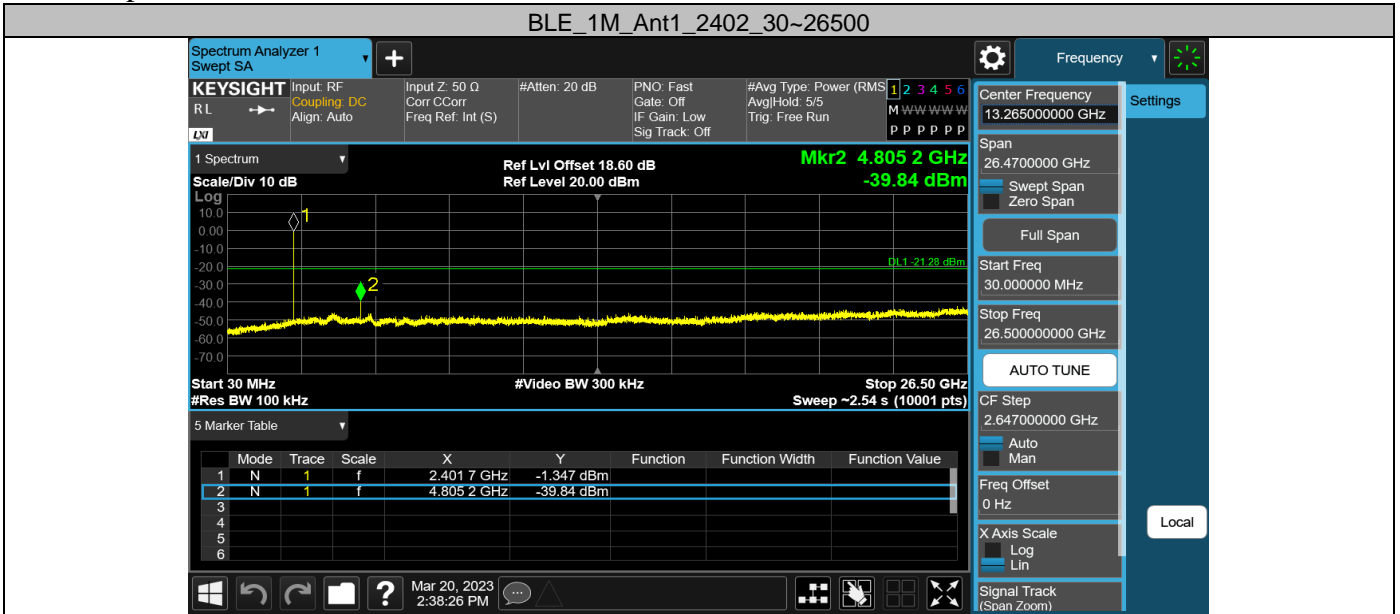 BLE_1M_Ant1_2402_30~26500
Spectrum Analyzer 1
Swept SA
+
Frequency
KEYSIGHT
RL
LXI
Input: RF
Coupling: DC
Align: Auto
Input Z: 50 Ω
Corr CCorr
Freq Ref: Int (S)
#Atten: 20 dB
PNO: Fast
Gate: Off
IF Gain: Low
Sig Track: Off
#Avg Type: Power (RMS
Avg|Hold: 5/5
Trig: Free Run
1 2 3 4 5 6
M W W W W W
P P P P P P
1 Spectrum
Scale/Div 10 dB
Ref Lvl Offset 18.60 dB
Ref Level 20.00 dBm
Mkr2 4.805 2 GHz
-39.84 dBm
Log
10.0
0.00
-10.0
-20.0
-30.0
-40.0
-50.0
-60.0
-70.0
1
2
DL1 -21.28 dBm
Start 30 MHz
#Video BW 300 kHz
Stop 26.50 GHz
#Res BW 100 kHz
Sweep ~2.54 s (10001 pts)
5 Marker Table
Mode Trace Scale X Y Function Function Width Function Value
1 N 1 f 2.401 7 GHz -1.347 dBm
2 N 1 f 4.805 2 GHz -39.84 dBm
3
4
5
6
Center Frequency
13.265000000 GHz
Settings
Span
26.4700000 GHz
Swept Span
Zero Span
Full Span
Start Freq
30.000000 MHz
Stop Freq
26.500000000 GHz
AUTO TUNE
CF Step
2.647000000 GHz
Auto
Man
Freq Offset
0 Hz
X Axis Scale
Log
Lin
Local
Signal Track
(Span Zoom)
?
Mar 20, 2023
2:38:26 PM